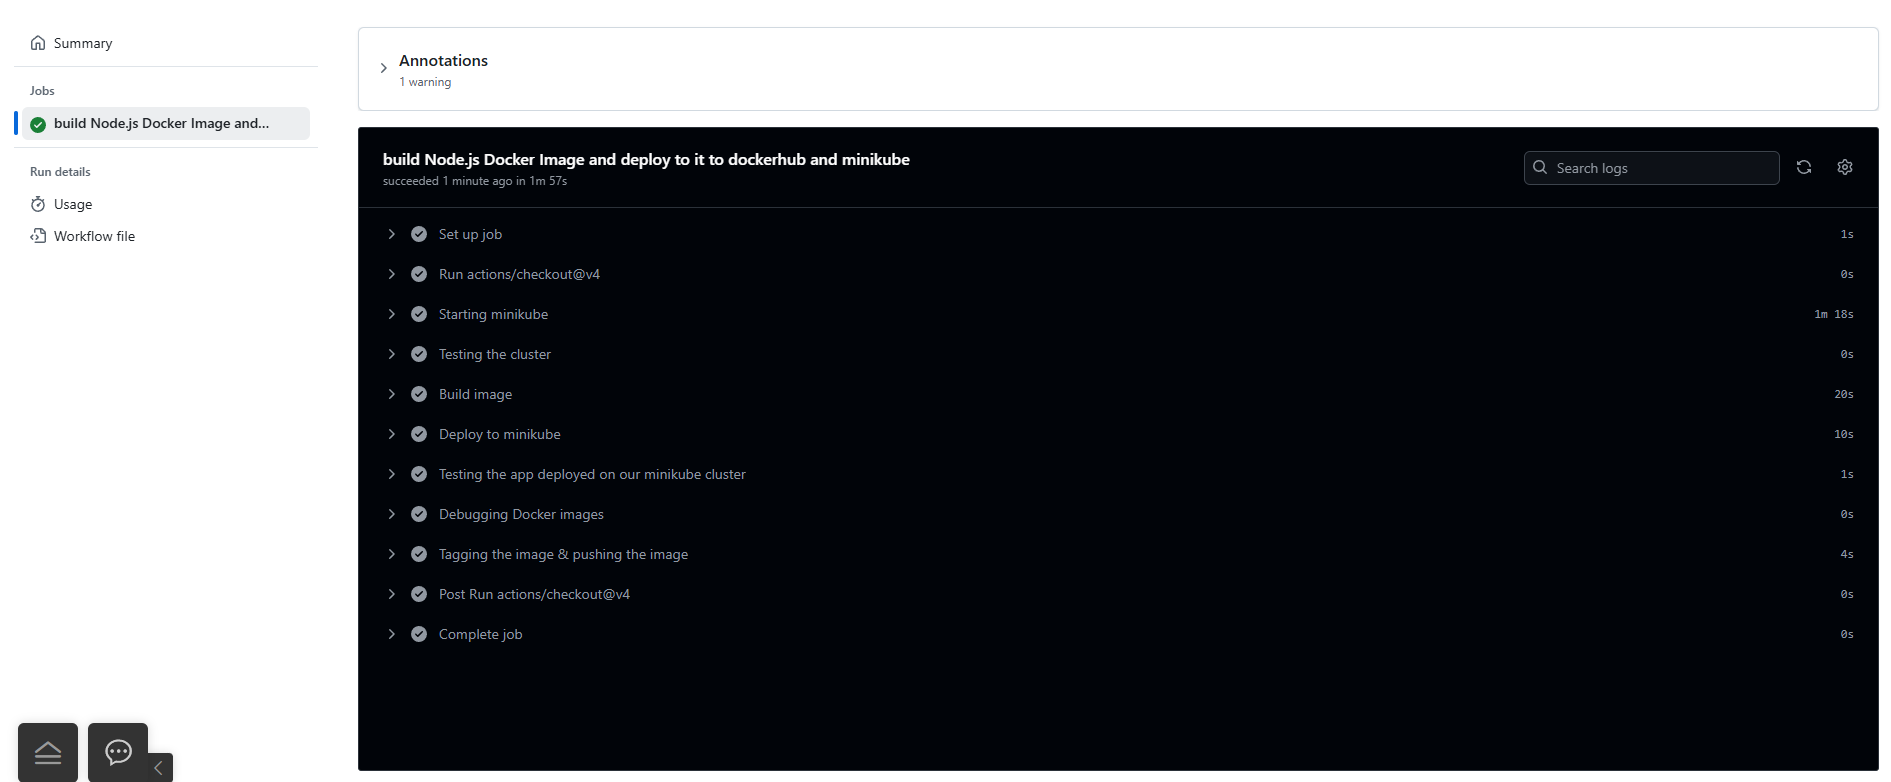 Summary
Jobs
build Node.js Docker Image and...
Run details
Usage
Workflow file
Annotations
1 warning
build Node.js Docker Image and deploy to it to dockerhub and minikube
succeeded 1 minute ago in 1m 57s
Search logs
Set up job 1s
Run actions/checkout@v4 0s
Starting minikube 1m 18s
Testing the cluster 0s
Build image 20s
Deploy to minikube 10s
Testing the app deployed on our minikube cluster 1s
Debugging Docker images 0s
Tagging the image & pushing the image 4s
Post Run actions/checkout@v4 0s
Complete job 0s